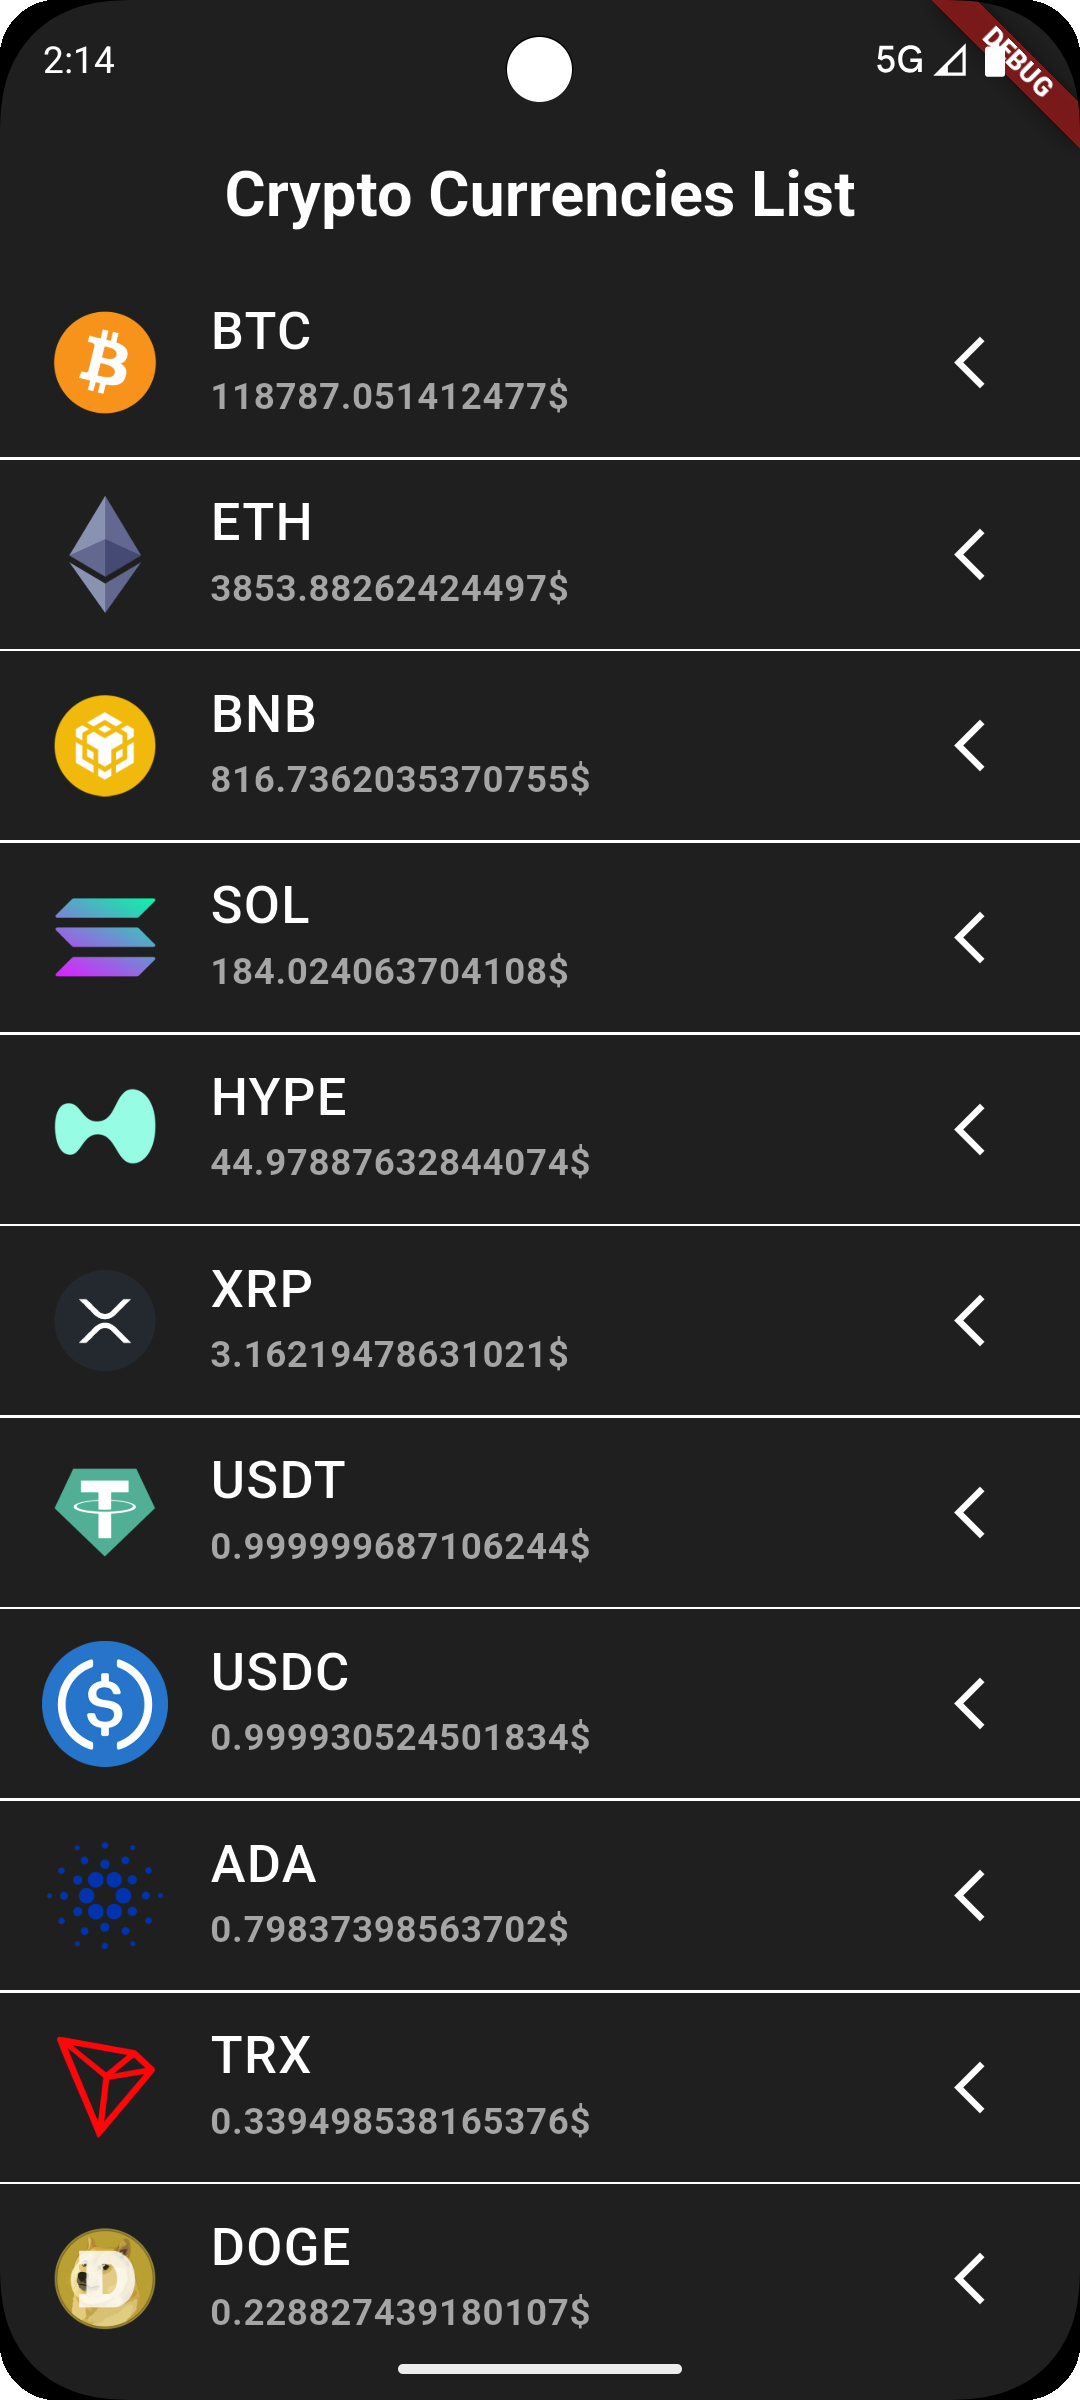 2:14
5G
DEBUG
Crypto Currencies List
BTC
118787.051412477$
ETH
3853.88262424497$
BNB
816.7362035370755$
SOL
184.024063704108$
HYPE
44.97887632844074$
XRP
3.16219478631021$
USDT
0.999999687106244$
USDC
0.999930524501834$
ADA
0.79837398563702$
TRX
0.339498538165376$
D
DOGE
0.228827439180107$